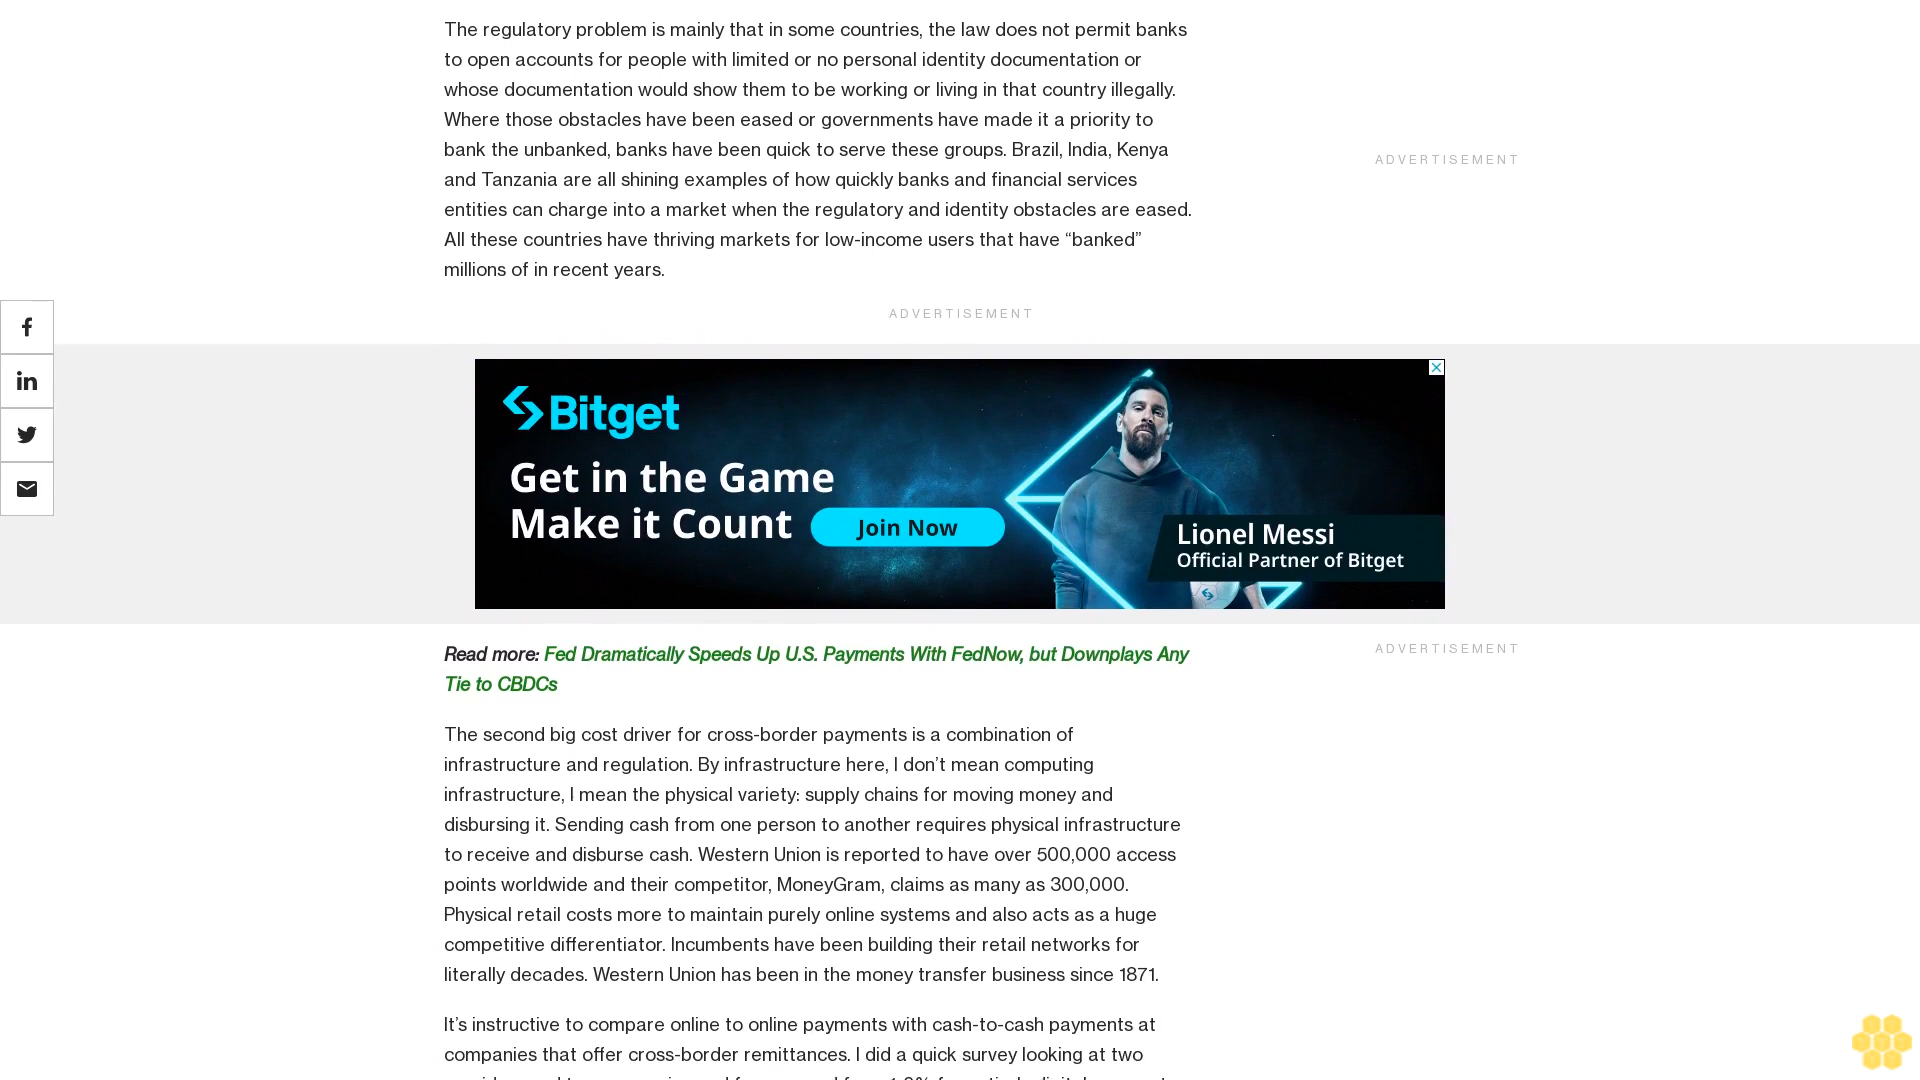 The regulatory problem is mainly that in some countries, the law does not permit banks
to open accounts for people with limited or no personal identity documentation or
whose documentation would show them to be working or living in that country illegally.
Where those obstacles have been eased or governments have made it a priority to
bank the unbanked, banks have been quick to serve these groups. Brazil, India, Kenya
and Tanzania are all shining examples of how quickly banks and financial services
entities can charge into a market when the regulatory and identity obstacles are eased.
All these countries have thriving markets for low-income users that have “banked”
millions of in recent years.
ADVERTISEMENT
ADVERTISEMENT
Bitget
Get in the Game
Make it Count
Join Now
Lionel Messi
Official Partner of Bitget
Read more: Fed Dramatically Speeds Up U.S. Payments With FedNow, but Downplays Any
Tie to CBDCs
ADVERTISEMENT
The second big cost driver for cross-border payments is a combination of
infrastructure and regulation. By infrastructure here, I don’t mean computing
infrastructure, I mean the physical variety: supply chains for moving money and
disbursing it. Sending cash from one person to another requires physical infrastructure
to receive and disburse cash. Western Union is reported to have over 500,000 access
points worldwide and their competitor, MoneyGram, claims as many as 300,000.
Physical retail costs more to maintain purely online systems and also acts as a huge
competitive differentiator. Incumbents have been building their retail networks for
literally decades. Western Union has been in the money transfer business since 1871.
It’s instructive to compare online to online payments with cash-to-cash payments at
companies that offer cross-border remittances. I did a quick survey looking at two